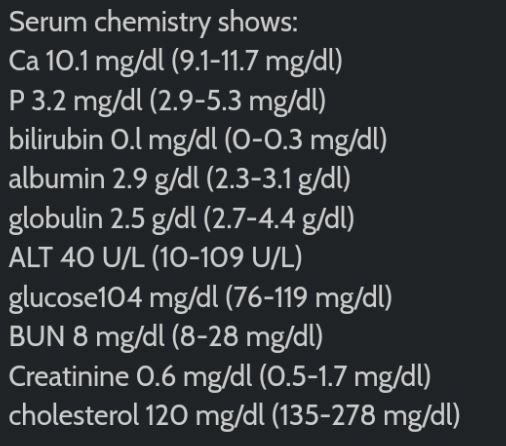 Serum chemistry shows:
Ca 10.1 mg/dl (9.1-11.7 mg/dl)
P 3.2 mg/dl (2.9-5.3 mg/dl)
bilirubin 0.l mg/dl (0-0.3 mg/dl)
albumin 2.9 g/dl (2.3-3.1 g/dl)
globulin 2.5 g/dl (2.7-4.4 g/dl)
ALT 40 U/L (10-109 U/L)
glucose104 mg/dl (76-119 mg/dl)
BUN 8 mg/dl (8-28 mg/dl)
Creatinine 0.6 mg/dl (0.5-1.7 mg/dl)
cholesterol 120 mg/dl (135-278 mg/dl)